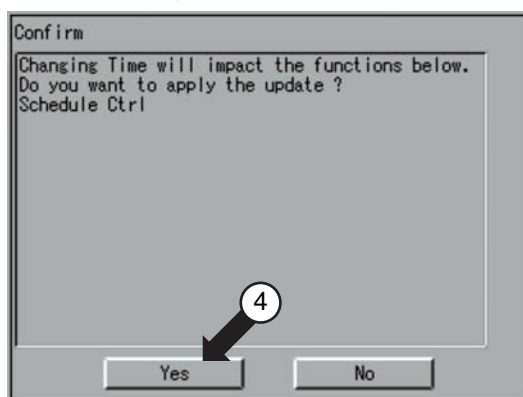 Confirm
Changing Time will impact the functions below.
Do you want to apply the update ?
Schedule Ctrl
4
Yes No